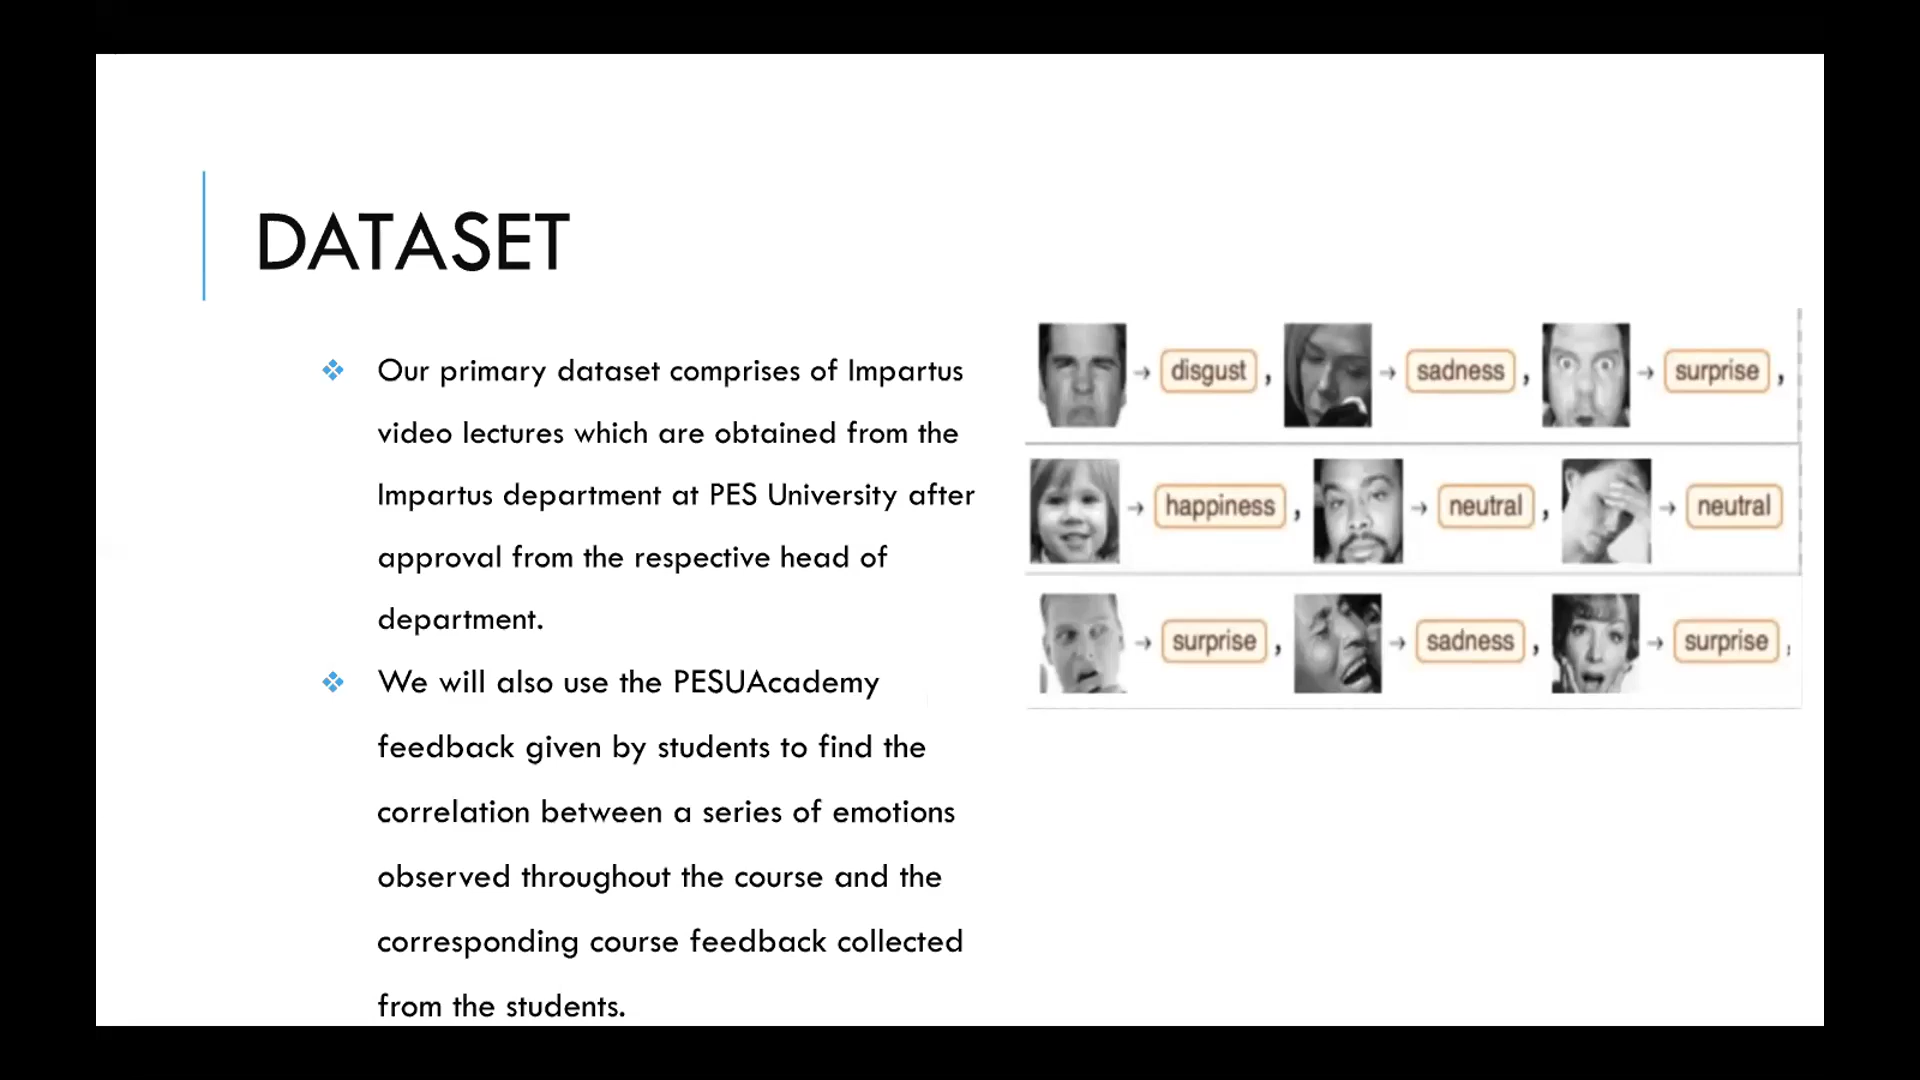 DATASET
❖ Our primary dataset comprises of Impartus
video lectures which are obtained from the
Impartus department at PES University after
approval from the respective head of
department.
❖ We will also use the PESUAcademy
feedback given by students to find the
correlation between a series of emotions
observed throughout the course and the
corresponding course feedback collected
from the students.
→ disgust , → sadness , → surprise ,
→ happiness , → neutral , → neutral
→ surprise , → sadness , → surprise ,